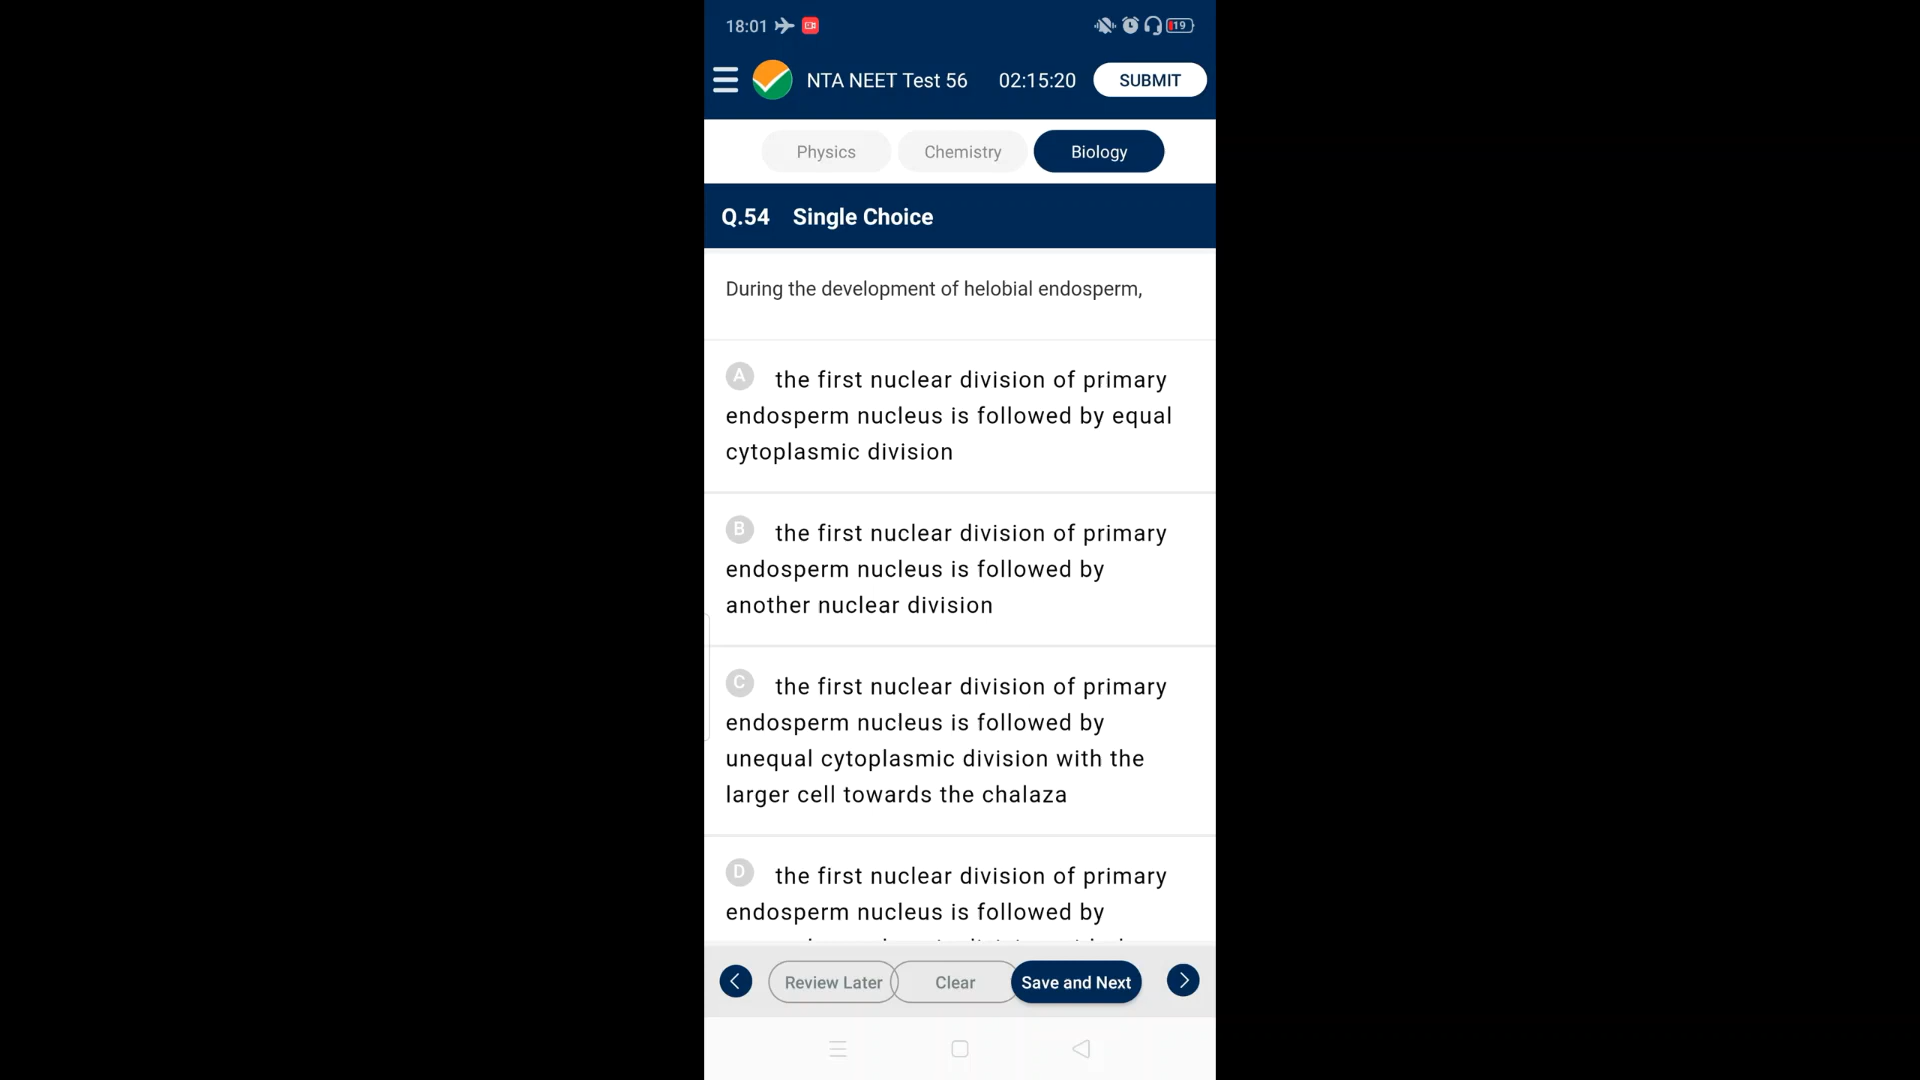 18:01
19
NTA NEET Test 56 02:15:20 SUBMIT
Physics Chemistry Biology
Q.54 Single Choice
During the development of helobial endosperm,
A the first nuclear division of primary
endosperm nucleus is followed by equal
cytoplasmic division
B the first nuclear division of primary
endosperm nucleus is followed by
another nuclear division
C the first nuclear division of primary
endosperm nucleus is followed by
unequal cytoplasmic division with the
larger cell towards the chalaza
D the first nuclear division of primary
endosperm nucleus is followed by
Review Later Clear Save and Next